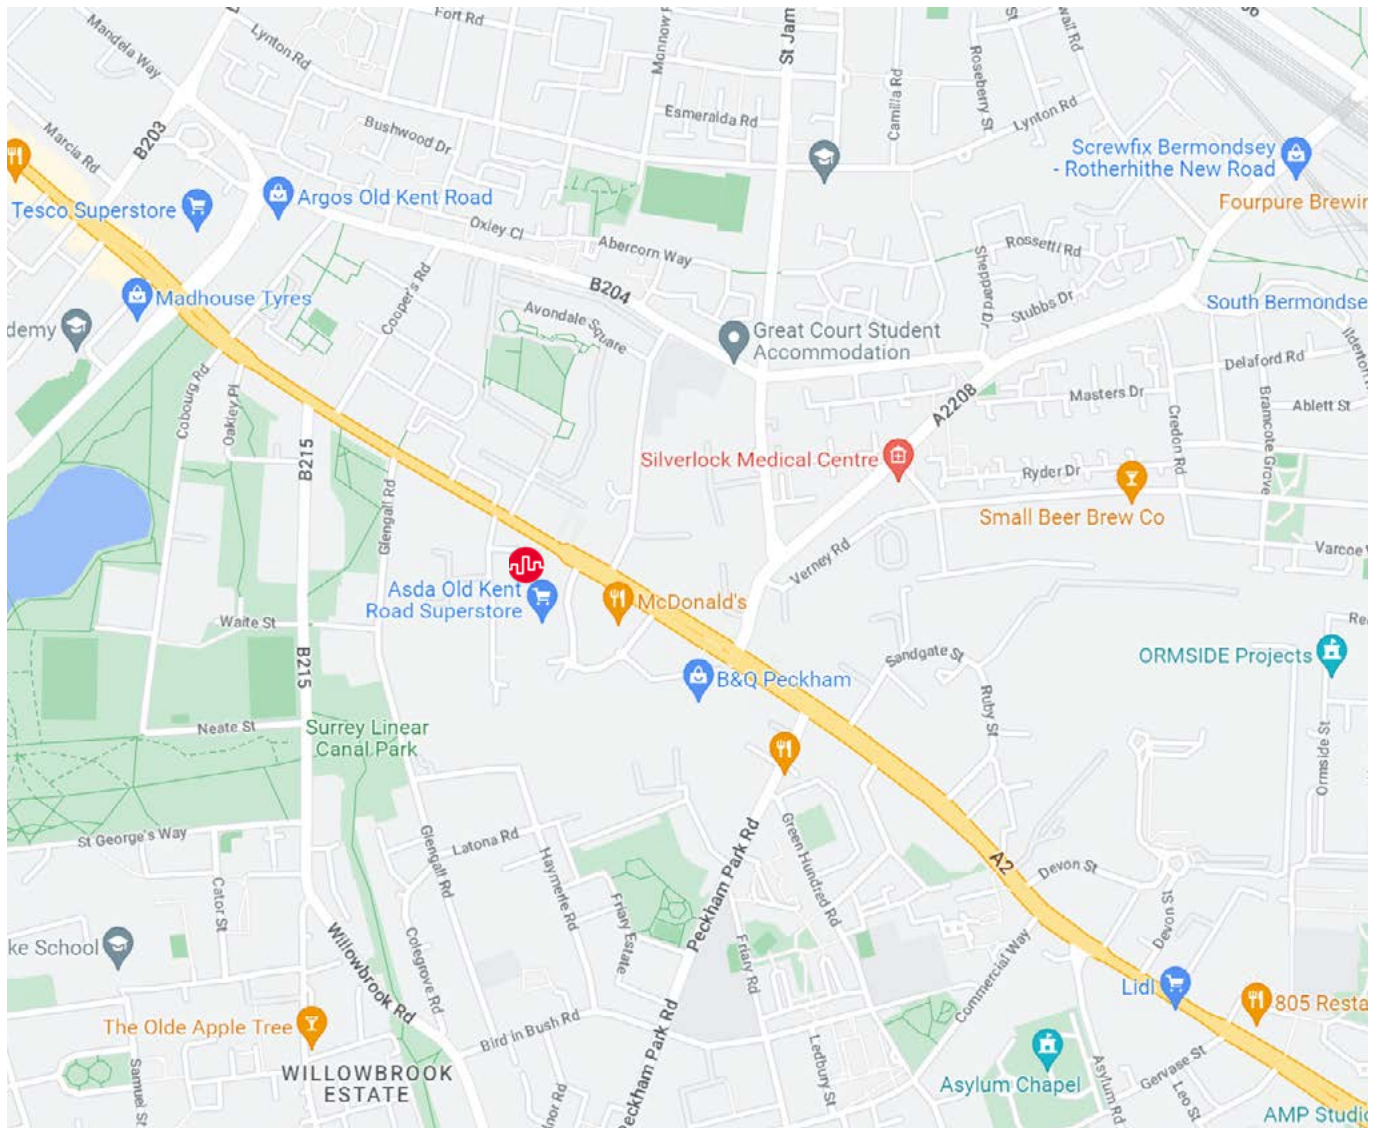 Fort Rd
Mandela Way
Lynton Rd
St Jam
Camilla Rd
Roseberry St
Lynton Rd
Esmeralda Rd
Bushwood Dr
B203
Marcia Rd
Screwfix Bermondsey
- Rotherhithe New Road
Argos Old Kent Road
Tesco Superstore
Fourpure Brewin
Oxley Cl
Abercorn Way
Rossetti Rd
Sheppard Dr
Cooper's Rd
B204
Madhouse Tyres
Stubbs Dr
South Bermondse
Avondale Square
demy
Great Court Student
Accommodation
Delaford Rd
Cobourg Rd
Oakley Pl
A2208
Masters Dr
Ablett St
Bramcote Grove
Credon Rd
B215
Silverlock Medical Centre
Ryder Dr
Glengall Rd
Small Beer Brew Co
Varcoe
Verney Rd
Asda Old Kent
Road Superstore
McDonald's
Waite St
B215
Sandgate St
ORMSIDE Projects
B&Q Peckham
Ruby St
Neate St
Surrey Linear
Canal Park
Ormside St
St George's Way
Glengall Rd
Latona Rd
Haymerle Rd
Peckham Park Rd
Green Hundred Rd
A2
Devon St
Cator St
Friary Estate
Devon St
ke School
Willowbrook Rd
Colegrove Rd
Friary Rd
Commercial Way
Lidl
805 Resta
The Olde Apple Tree
Bird in Bush Rd
Peckham Park Rd
Ledbury St
WILLOWBROOK
ESTATE
Samuel St
Asylum Chapel
Asylum Rd
Gervase St
Leo St
AMP Studio